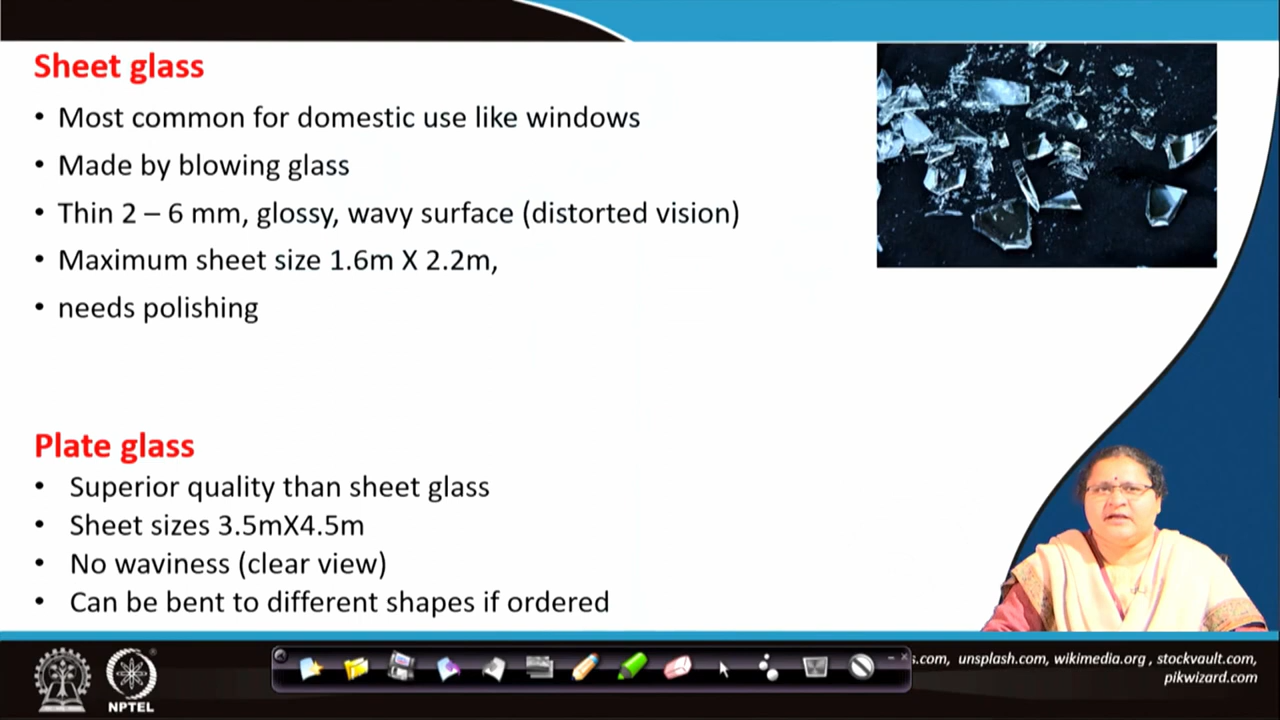 Sheet glass
• Most common for domestic use like windows
• Made by blowing glass
• Thin 2 – 6 mm, glossy, wavy surface (distorted vision)
• Maximum sheet size 1.6m X 2.2m,
• needs polishing
Plate glass
• Superior quality than sheet glass
• Sheet sizes 3.5mX4.5m
• No waviness (clear view)
• Can be bent to different shapes if ordered
s.com, unsplash.com, wikimedia.org , stockvault.com,
pikwizard.com
NPTEL